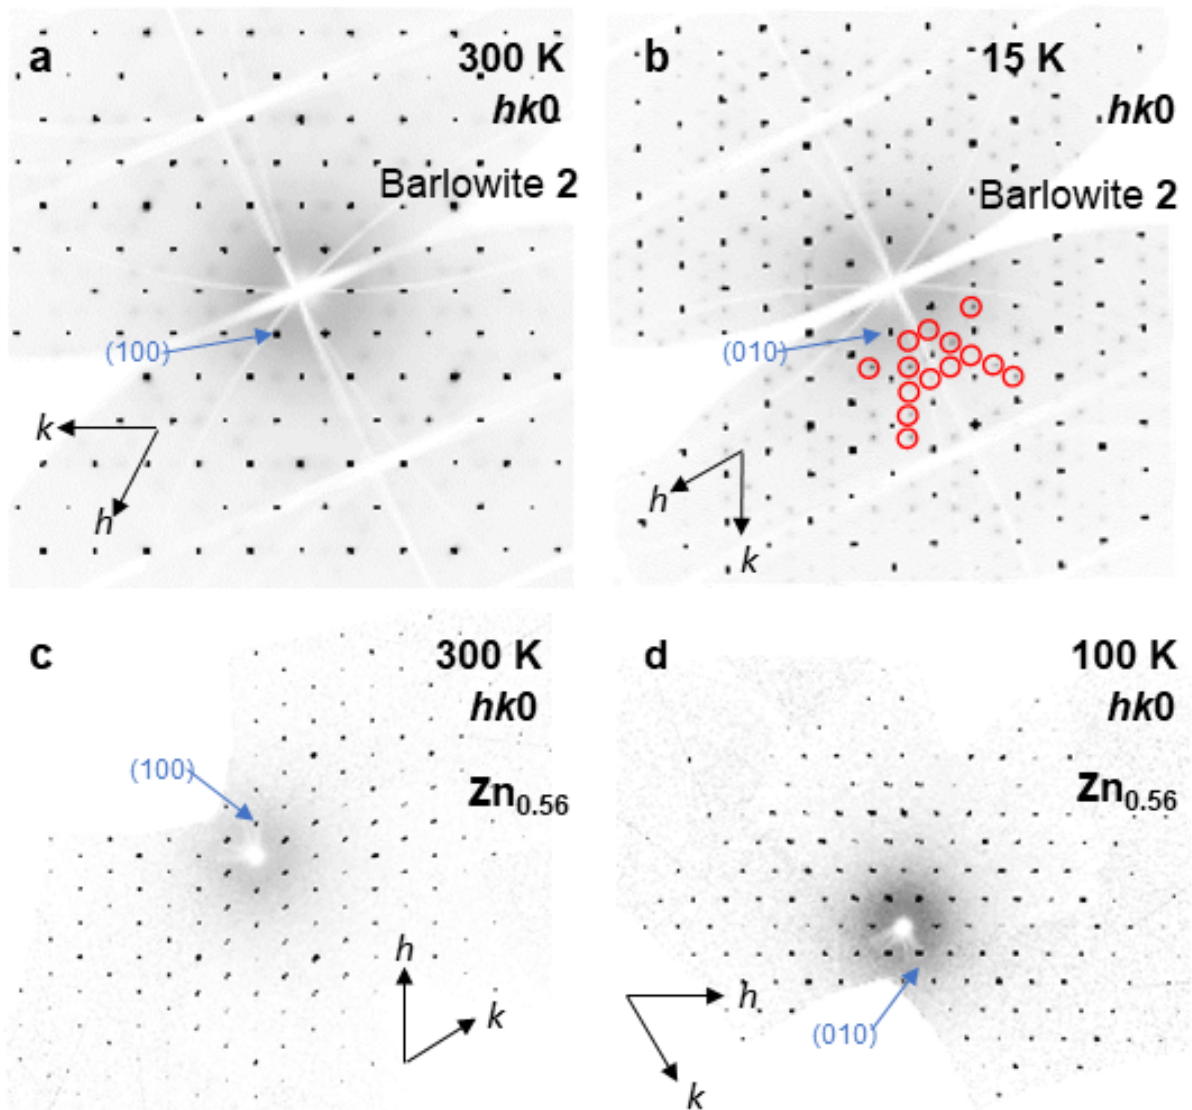 a
300 K
hk0
Barlowite 2
(100)
k
h
b
15 K
hk0
Barlowite 2
(010)
h
k
c
300 K
hk0
(100)
Zn0.56
h
k
d
100 K
hk0
Zn0.56
h
(010)
k